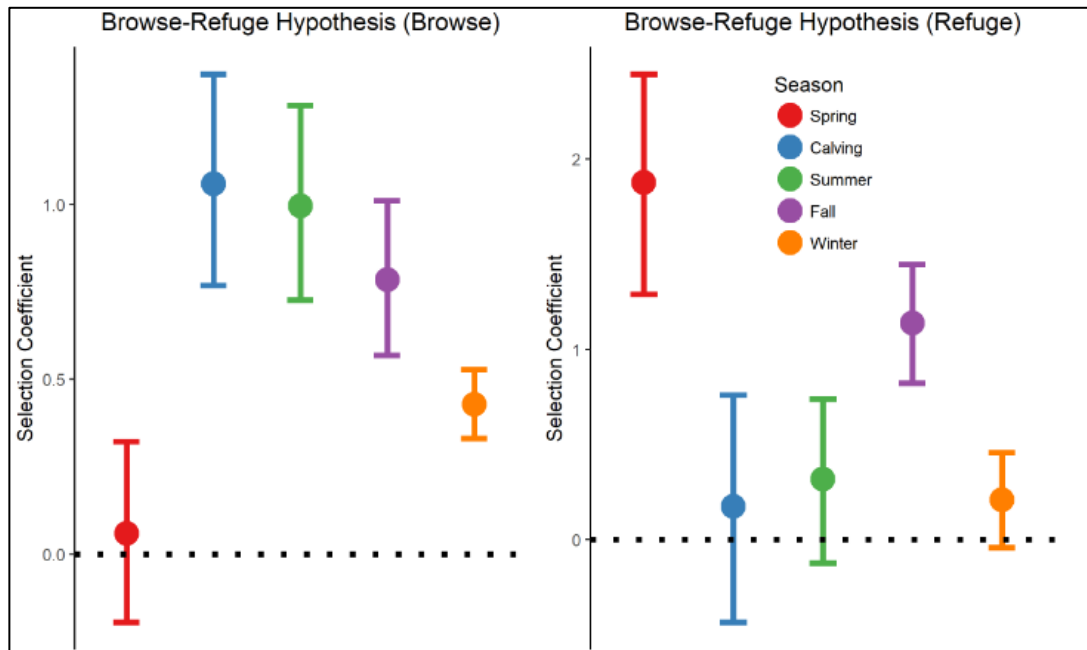 Browse-Refuge Hypothesis (Browse)
Selection Coefficient
1.0
0.5
0.0
Browse-Refuge Hypothesis (Refuge)
Selection Coefficient
2
1
0
Season
Spring
Calving
Summer
Fall
Winter